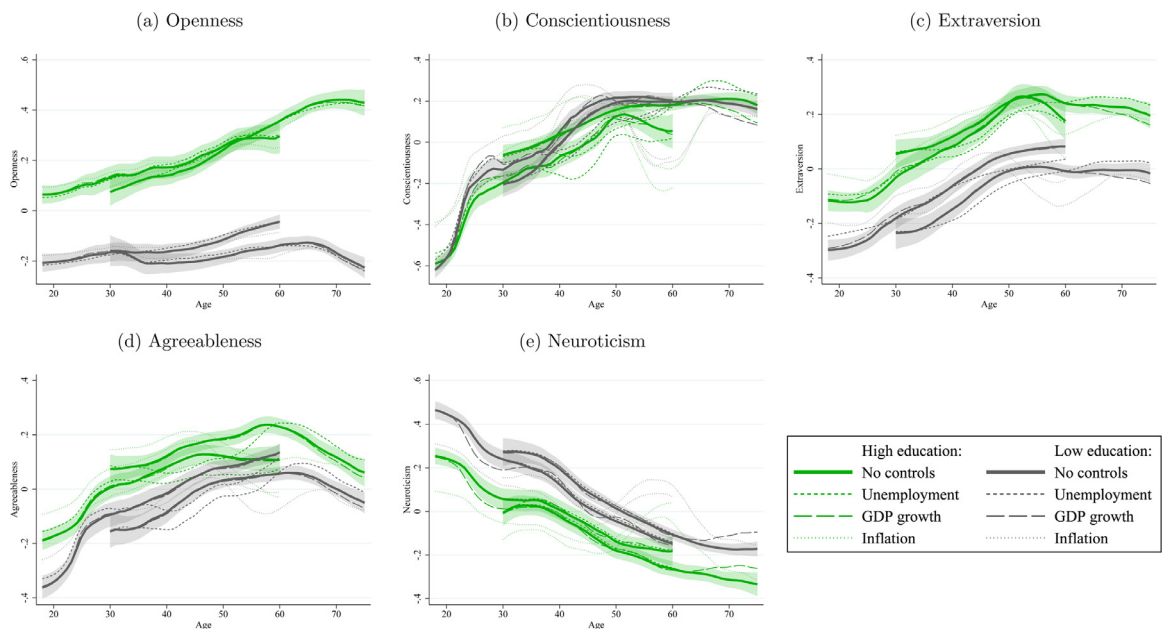 (a) Openness
(b) Conscientiousness
(c) Extraversion
Openness
.6
.4
.2
0
-.2
20 30 40 50 60 70
Age
Conscientiousness
.4
.2
0
-.2
-.4
-.6
20 30 40 50 60 70
Age
Extraversion
.4
.2
0
-.2
-.4
20 30 40 50 60 70
Age
(d) Agreeableness
(e) Neuroticism
Agreeableness
.4
.2
0
-.2
-.4
20 30 40 50 60 70
Age
Neuroticism
.6
.4
.2
0
-.2
-.4
20 30 40 50 60 70
Age
High education: Low education:
No controls No controls
Unemployment Unemployment
GDP growth GDP growth
Inflation Inflation